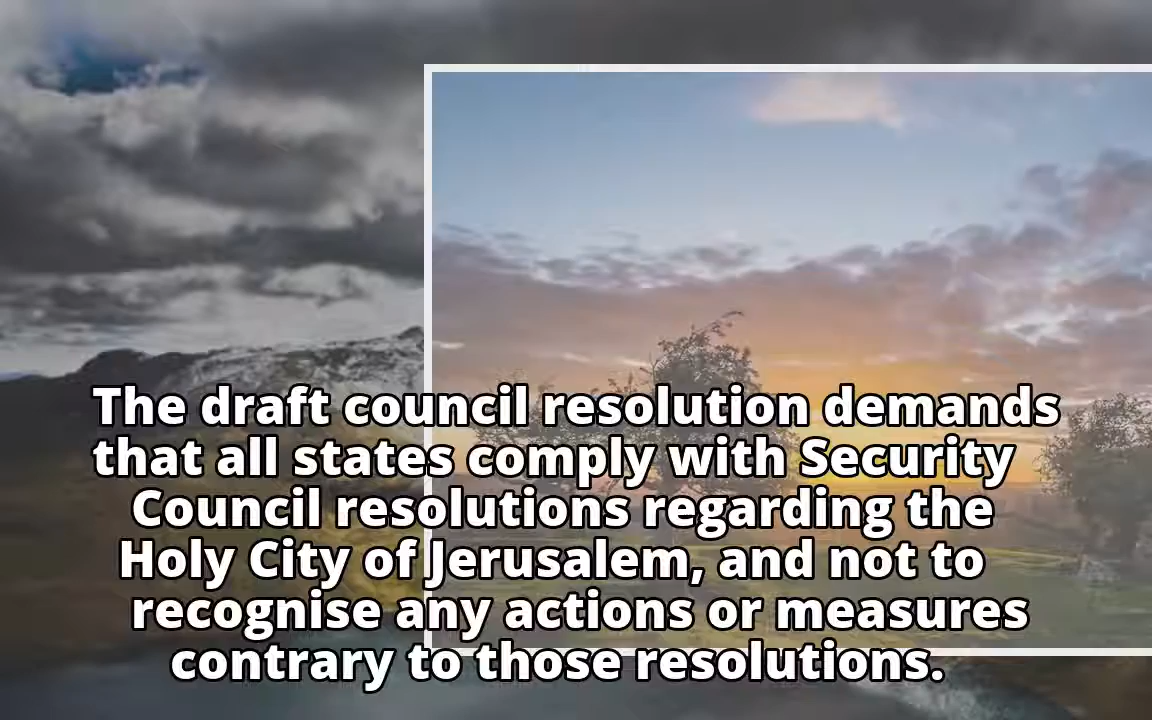 The draft council resolution demands
that all states comply with Security
Council resolutions regarding the
Holy City of Jerusalem, and not to
recognise any actions or measures
contrary to those resolutions.